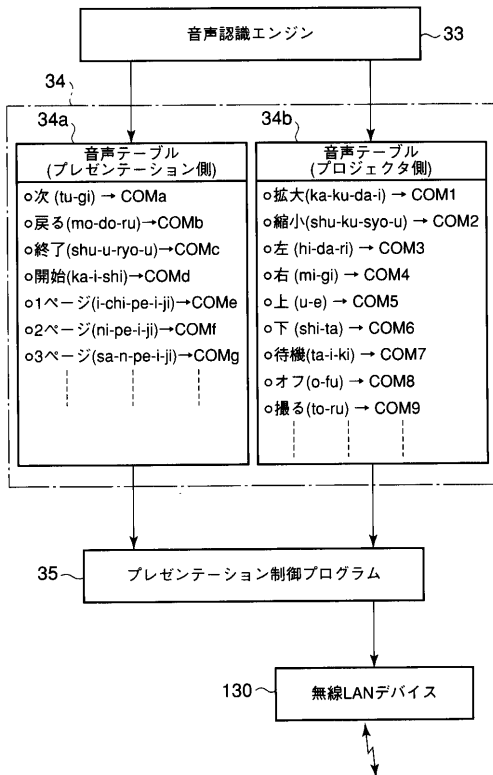 音声認識エンジン
33
34
34a
34b
音声テーブル
(プレゼンテーション側)
○次 (tu-gi) → COMa
○戻る(mo-do-ru)→COMb
○終了(shu-u-ryo-u)→COMc
○開始(ka-i-shi)→COMd
○1ページ(i-chi-pe-i-ji)→COMe
○2ページ(ni-pe-i-ji)→COMf
○3ページ(sa-n-pe-i-ji)→COMg
音声テーブル
(プロジェクタ側)
○拡大(ka-ku-da-i) → COM1
○縮小(shu-ku-syo-u) → COM2
○左 (hi-da-ri) → COM3
○右 (mi-gi) → COM4
○上 (u-e) → COM5
○下 (shi-ta) → COM6
○待機(ta-i-ki) → COM7
○オフ(o-fu) → COM8
○撮る(to-ru) → COM9
35
プレゼンテーション制御プログラム
130
無線LANデバイス